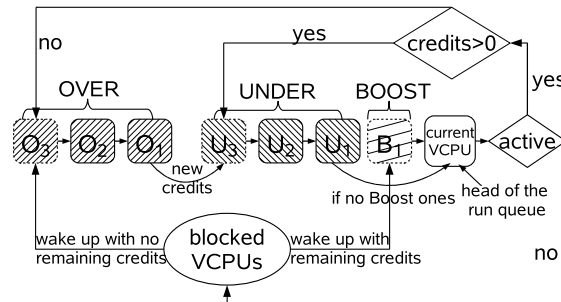 no
yes
credits>0
OVER
UNDER
BOOST
yes
O3
O2
O1
U3
U2
U1
B1
current
VCPU
active
new
credits
if no Boost ones
head of the
run queue
wake up with no
remaining credits
blocked
VCPUs
wake up with
remaining credits
no